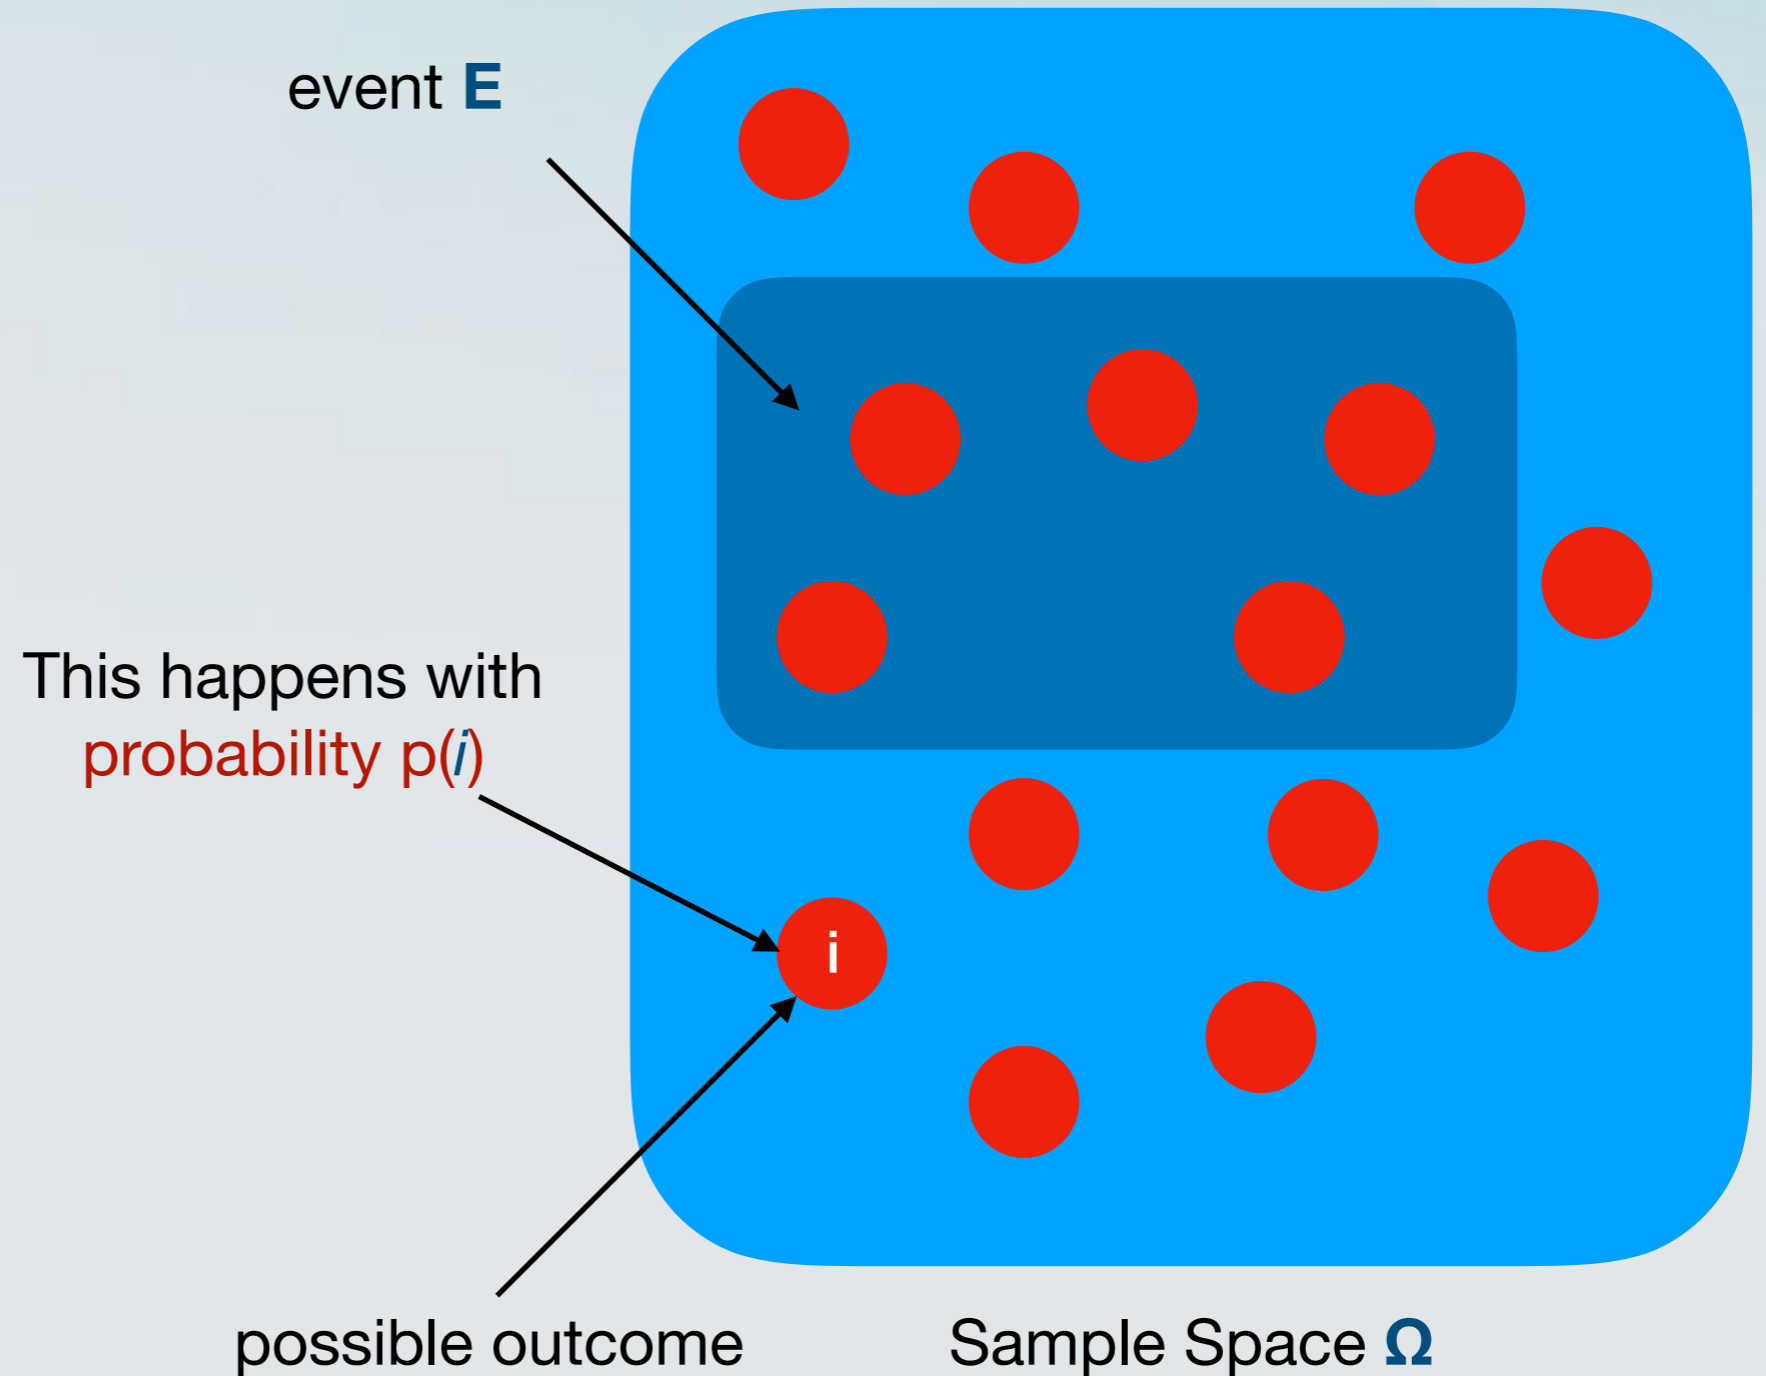 event E
This happens with
probability p(i)
i
possible outcome
Sample Space Ω